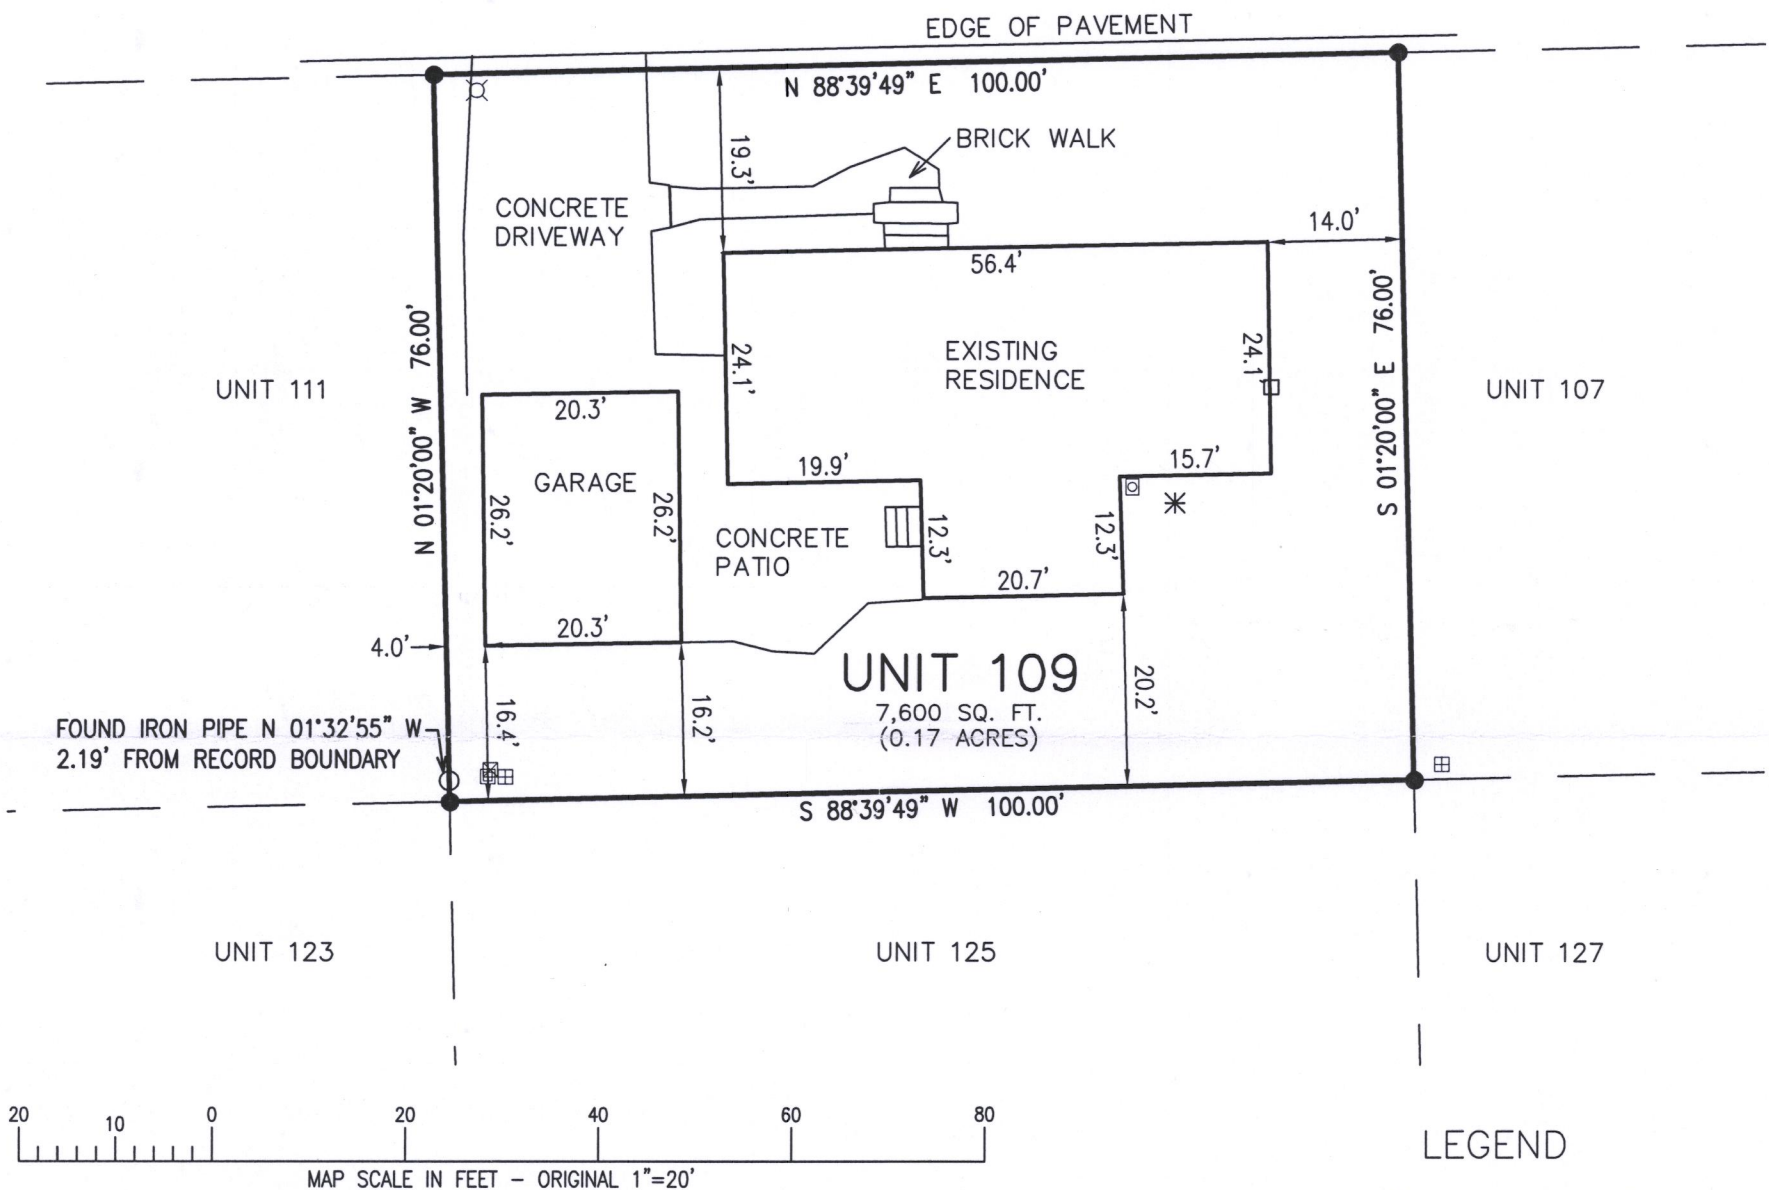 EDGE OF PAVEMENT
N 88°39'49" E 100.00'
BRICK WALK
19.3'
CONCRETE
DRIVEWAY
14.0'
56.4'
N 01°20'00" W 76.00'
S 01°20'00" E 76.00'
UNIT 111
24.1'
EXISTING
RESIDENCE
24.1'
UNIT 107
20.3'
19.9'
15.7'
GARAGE
26.2'
26.2'
CONCRETE
PATIO
12.3'
12.3'
20.7'
20.3'
4.0'
UNIT 109
7,600 SQ. FT.
(0.17 ACRES)
16.4'
16.2'
20.2'
FOUND IRON PIPE N 01°32'55" W
2.19' FROM RECORD BOUNDARY
S 88°39'49" W 100.00'
UNIT 123
UNIT 125
UNIT 127
20 10 0 20 40 60 80
MAP SCALE IN FEET - ORIGINAL 1"=20'
LEGEND